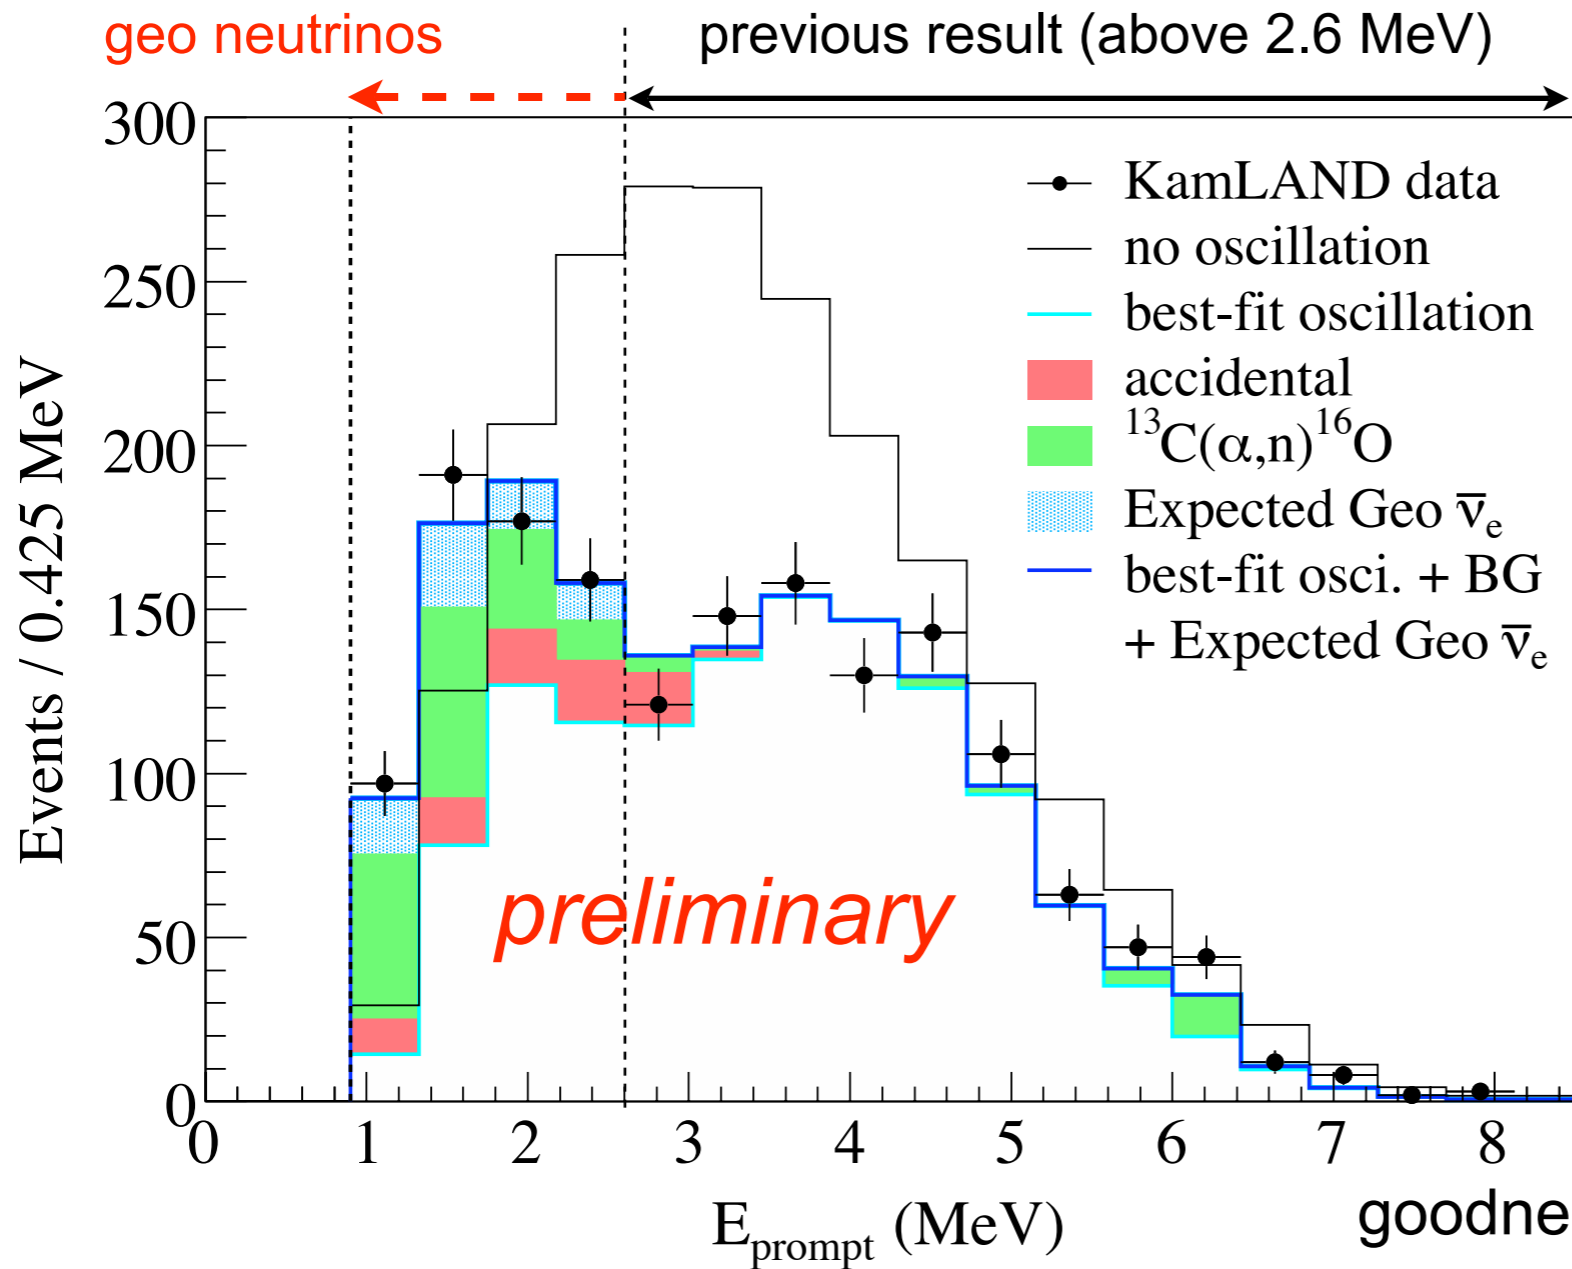 geo neutrinos
previous result (above 2.6 MeV)
300
250
200
150
100
50
0
Events / 0.425 MeV
KamLAND data
no oscillation
best-fit oscillation
accidental
¹³C(α,n)¹⁶O
Expected Geo ν̅ₑ
best-fit osci. + BG
+ Expected Geo ν̅ₑ
preliminary
0 1 2 3 4 5 6 7 8
E_prompt (MeV)
goodne